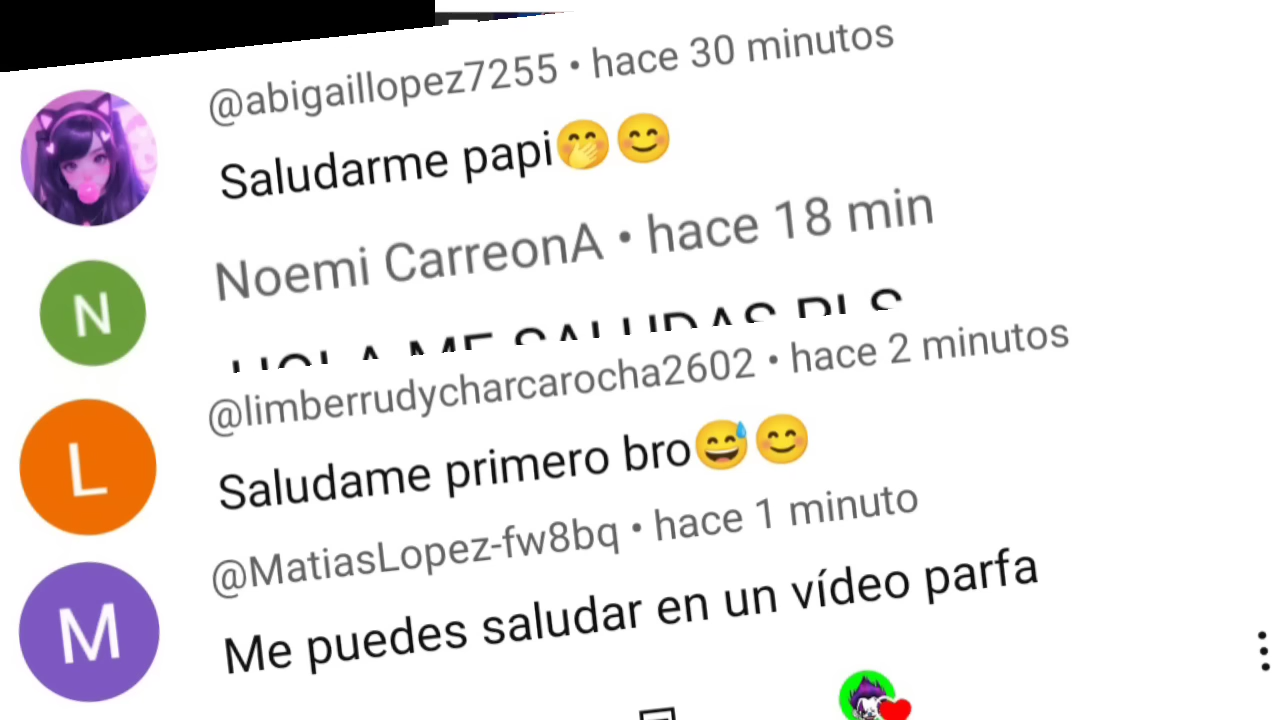 @abigaillopez7255 • hace 30 minutos
Saludarme papi🤭😊
Noemi CarreonA • hace 18 min
N
HOLA ME SALUDAS PLS
@limberrudycharcarocha2602 • hace 2 minutos
L
Saludame primero bro😅😊
@MatiasLopez-fw8bq • hace 1 minuto
M
Me puedes saludar en un vídeo parfa